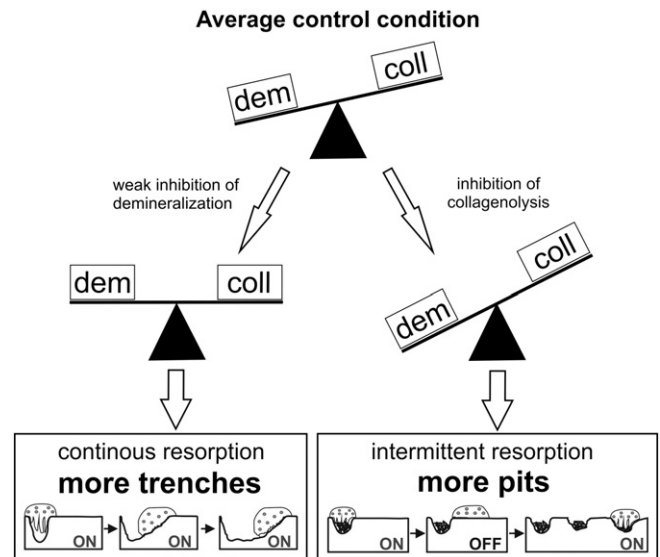 Average control condition
dem
coll
weak inhibition of
demineralization
inhibition of
collagenolysis
dem
coll
dem
coll
continous resorption
more trenches
ON
ON
ON
intermittent resorption
more pits
ON
OFF
ON